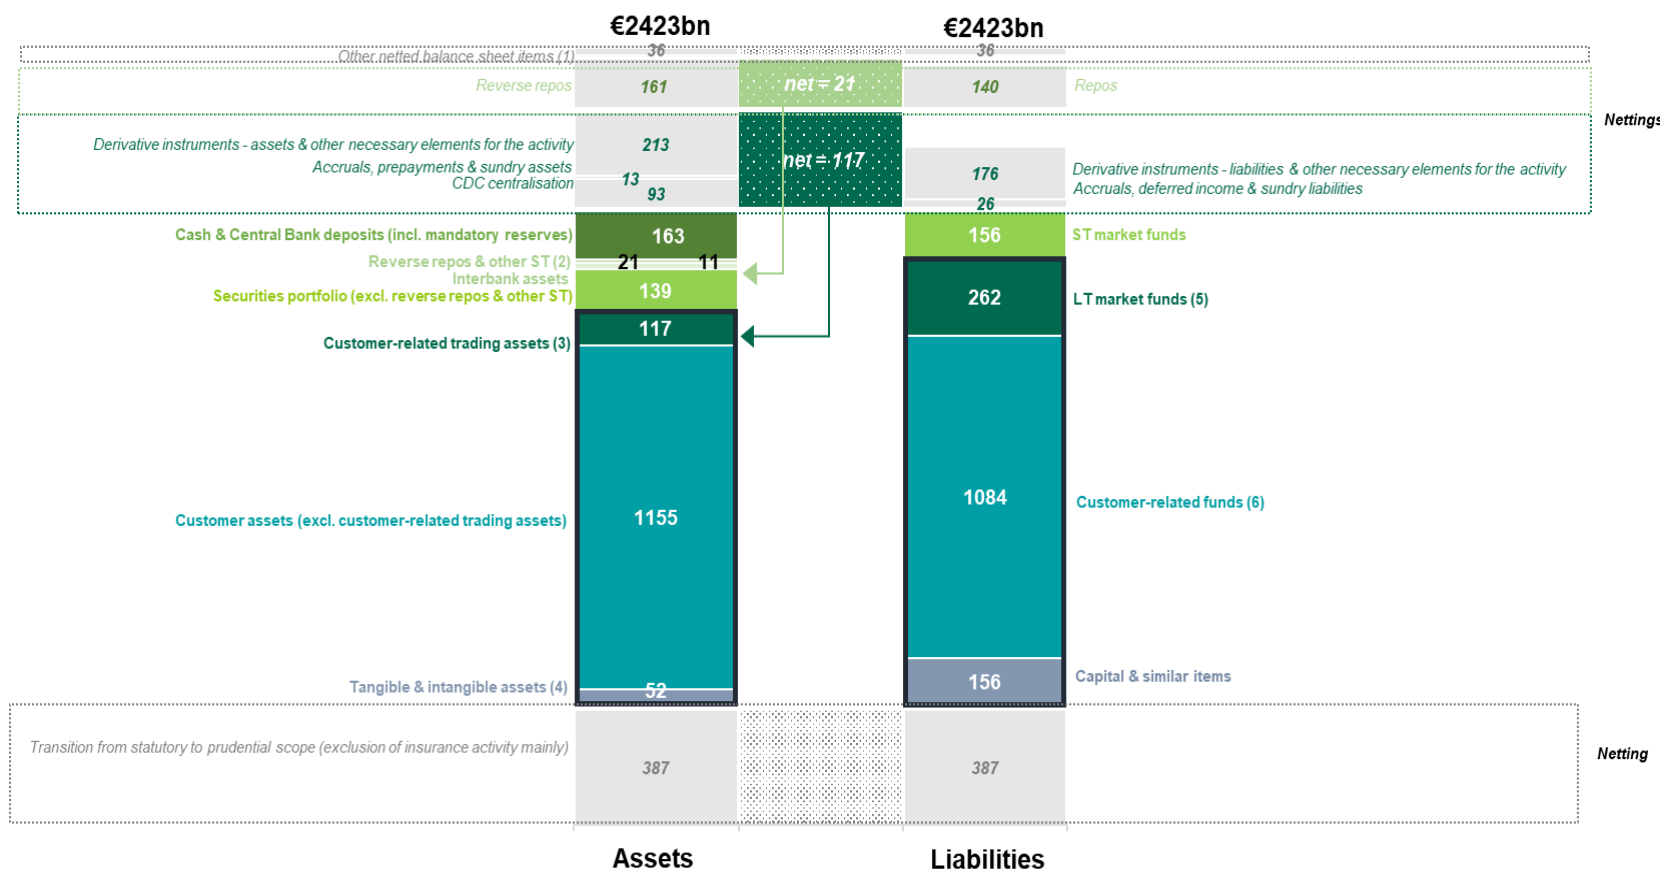 €2423bn
€2423bn
Other netted balance sheet items (1)
36
36
Reverse repos
161
net = 21
140
Repos
Nettings
Derivative instruments - assets & other necessary elements for the activity
213
net = 117
Accruals, prepayments & sundry assets
13
CDC centralisation
93
176
Derivative instruments - liabilities & other necessary elements for the activity
Accruals, deferred income & sundry liabilities
26
Cash & Central Bank deposits (incl. mandatory reserves)
163
156
ST market funds
Reverse repos & other ST (2)
21
11
Interbank assets
Securities portfolio (excl. reverse repos & other ST)
139
262
LT market funds (5)
117
Customer-related trading assets (3)
1084
Customer-related funds (6)
Customer assets (excl. customer-related trading assets)
1155
156
Capital & similar items
Tangible & intangible assets (4)
52
Transition from statutory to prudential scope (exclusion of insurance activity mainly)
387
387
Netting
Assets
Liabilities